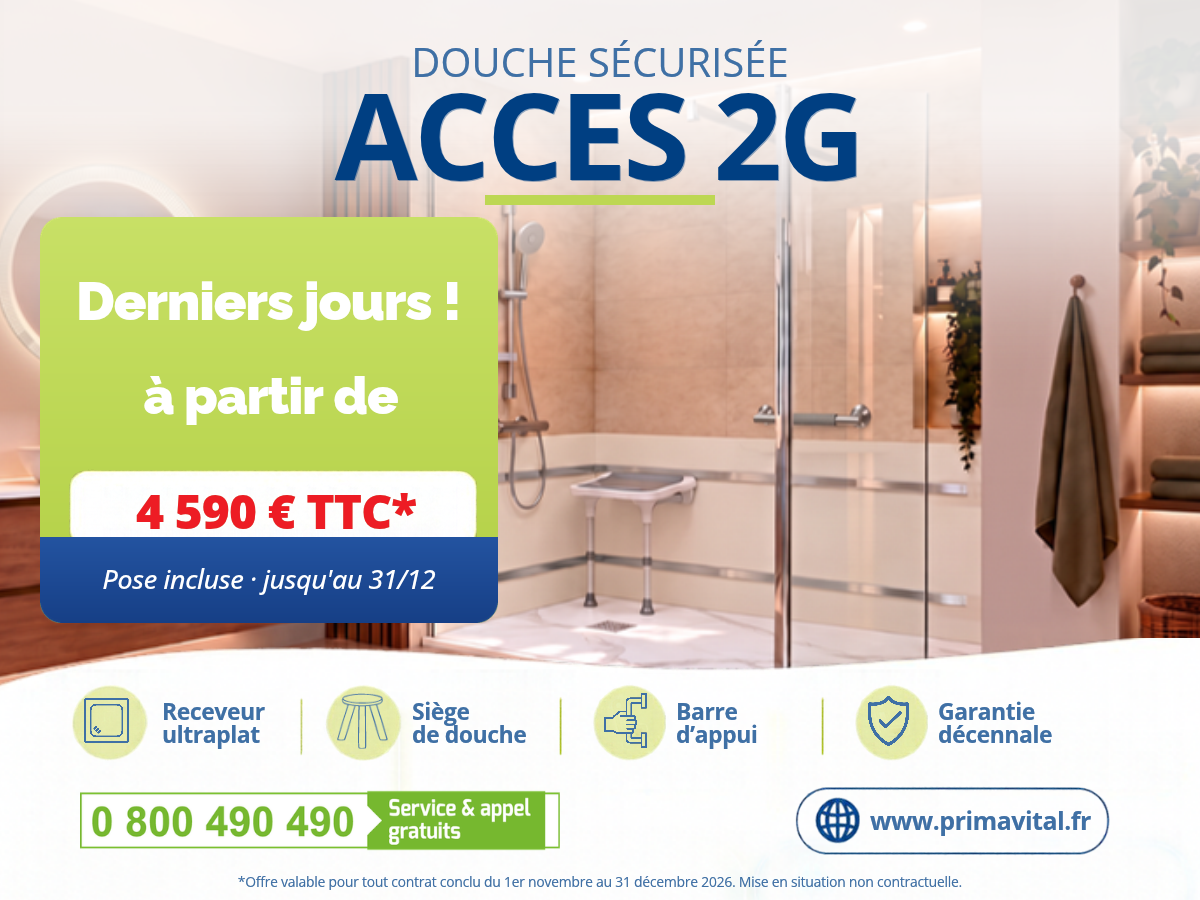 DOUCHE SÉCURISÉE
ACCES 2G
Derniers jours !
à partir de
4 590 € TTC*
Pose incluse · jusqu'au 31/12
Receveur
ultraplat
Siège
de douche
Barre
d’appui
Garantie
décennale
0 800 490 490
Service & appel
gratuits
www.primavital.fr
*Offre valable pour tout contrat conclu du 1er novembre au 31 décembre 2026. Mise en situation non contractuelle.